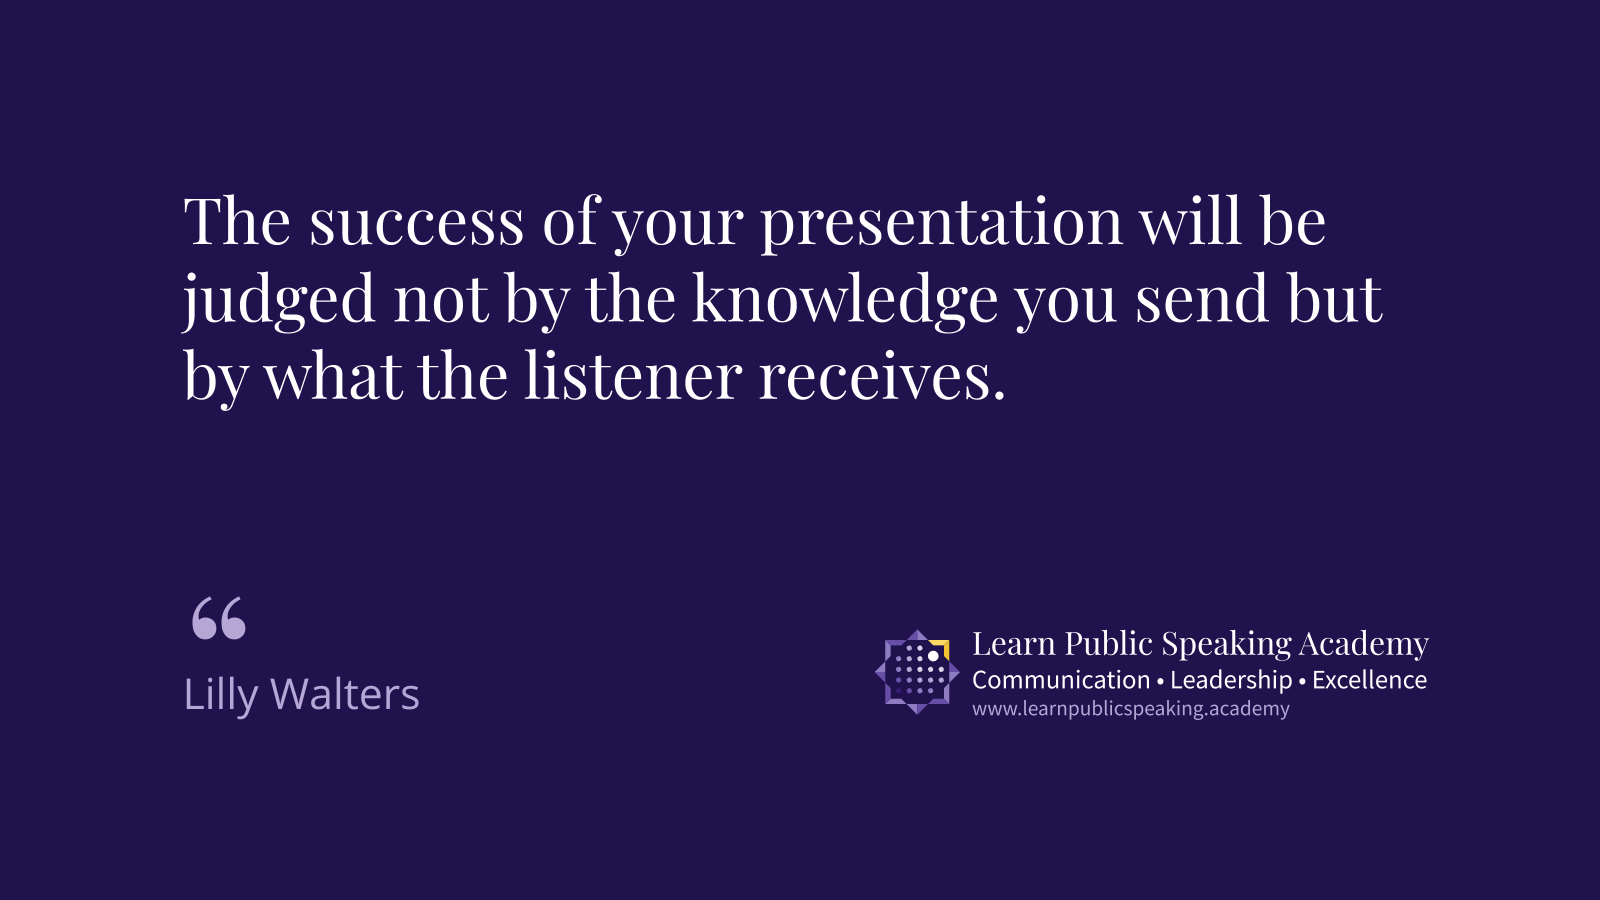 The success of your presentation will be
judged not by the knowledge you send but
by what the listener receives.
“
Lilly Walters
Learn Public Speaking Academy
Communication • Leadership • Excellence
www.learnpublicspeaking.academy